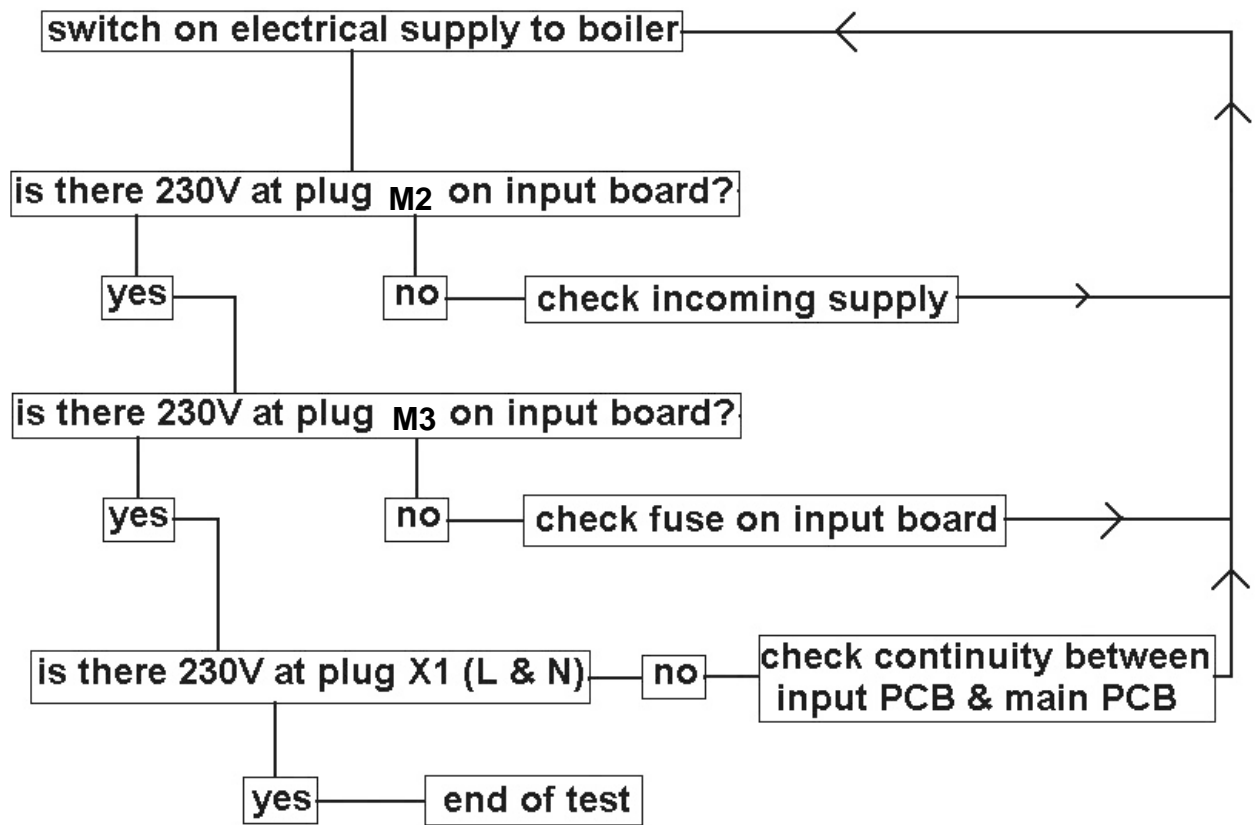 switch on electrical supply to boiler
is there 230V at plug M2 on input board?
yes
no
check incoming supply
is there 230V at plug M3 on input board?
yes
no
check fuse on input board
is there 230V at plug X1 (L & N)
no
check continuity between
input PCB & main PCB
yes
end of test